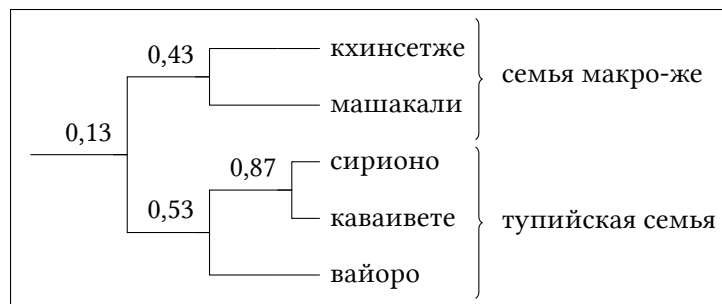 0,43
кхинсетже
машакали
семья макро-же
0,13
0,87
сирионо
0,53
каваивете
тупийская семья
вайоро